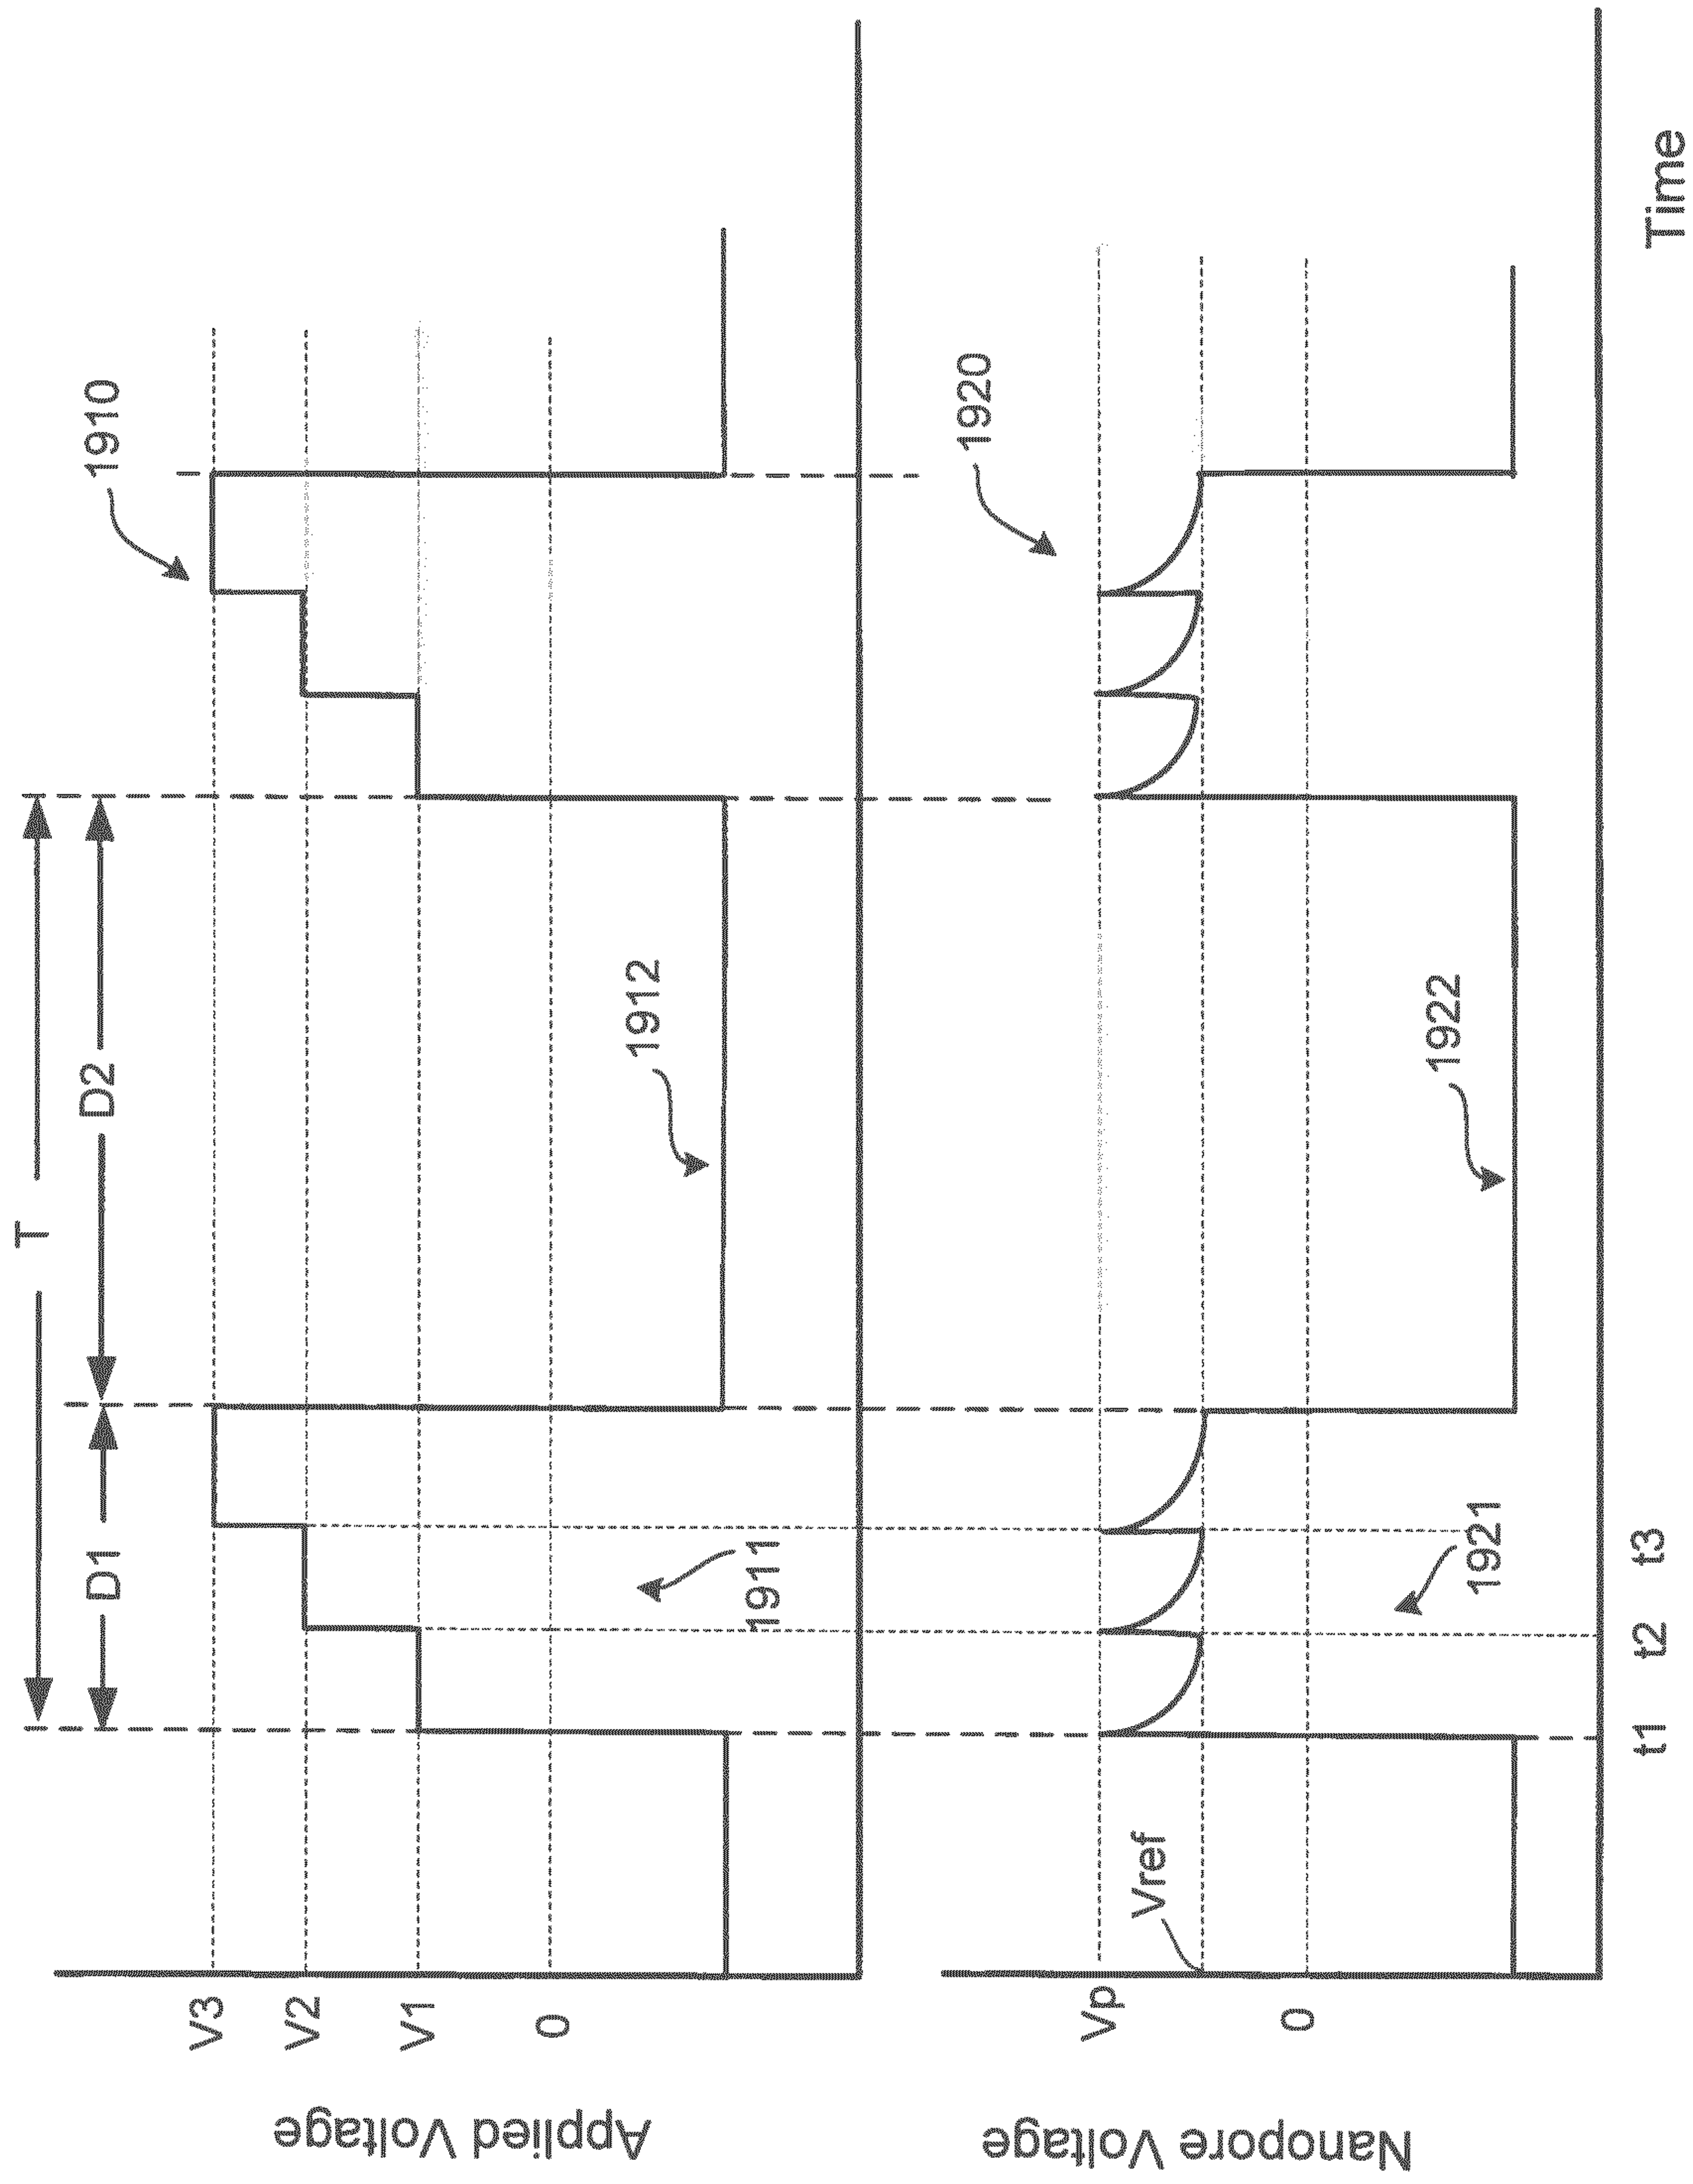 T
D1
D2
1910
V3
V2
V1
0
1911
1912
Applied Voltage
1920
Vp
Vref
0
1921
1922
Nanopore Voltage
t1
t2
t3
Time